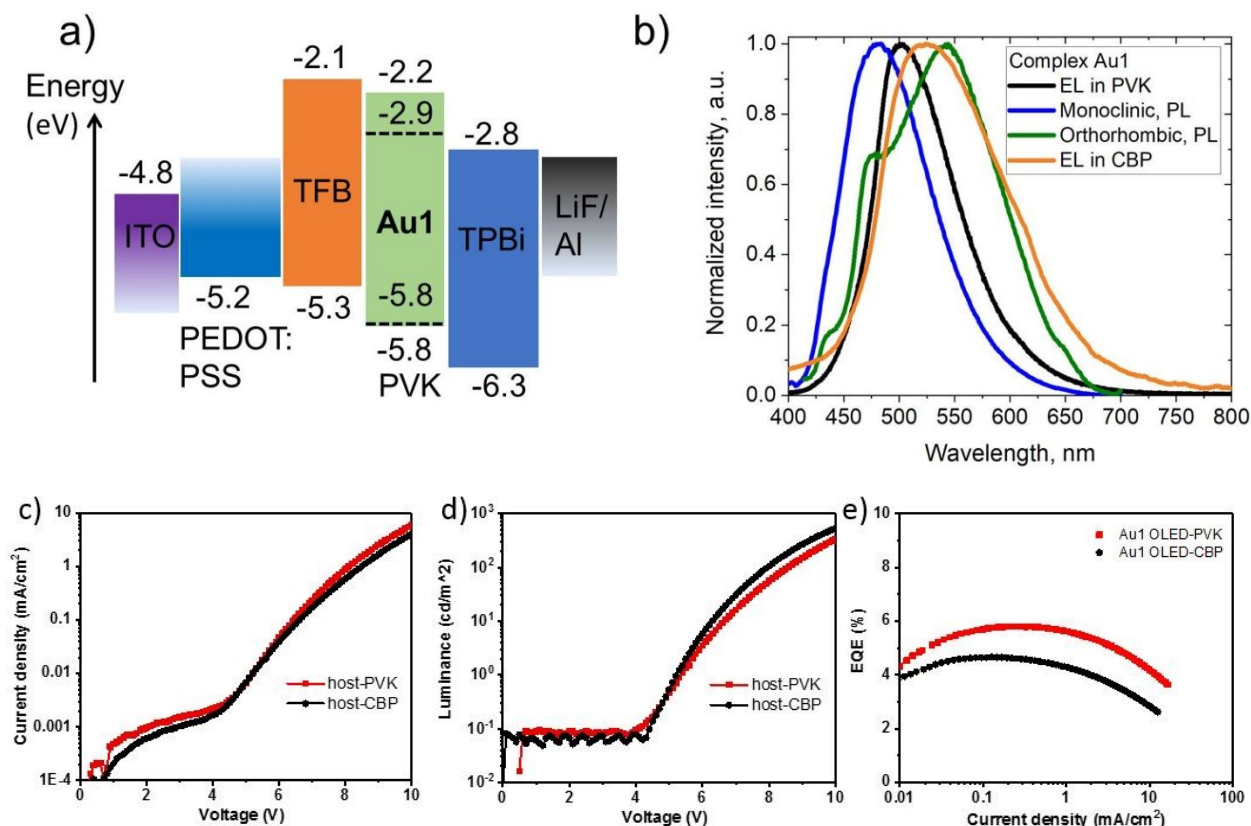 a)
Energy
(eV)
-4.8
ITO
-5.2
PEDOT:
PSS
-2.1
TFB
-5.3
-2.2
-2.9
Au1
-5.8
-5.8
PVK
-2.8
TPBi
-6.3
LiF/
Al
b)
Normalized intensity, a.u.
1.0
0.8
0.6
0.4
0.2
0.0
400 450 500 550 600 650 700 750 800
Wavelength, nm
Complex Au1
EL in PVK
Monoclinic, PL
Orthorhombic, PL
EL in CBP
c)
Current density (mA/cm²)
10
1
0.1
0.01
0.001
1E-4
0 2 4 6 8 10
Voltage (V)
host-PVK
host-CBP
d)
Luminance (cd/m^2)
10³
10²
10¹
10⁰
10⁻¹
10⁻²
0 2 4 6 8 10
Voltage (V)
host-PVK
host-CBP
e)
EQE (%)
10
8
6
4
2
0
0.01 0.1 1 10 100
Current density (mA/cm²)
Au1 OLED-PVK
Au1 OLED-CBP